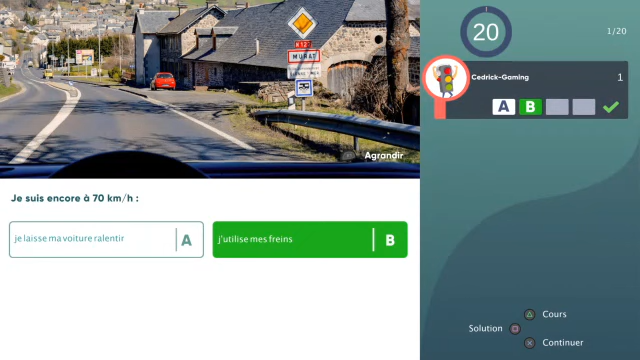 MURAT
Agrandir
Je suis encore à 70 km/h :
je laisse ma voiture ralentir
A
j'utilise mes freins
B
20
1/20
Cedrick-Gaming
1
A
B
Cours
Solution
Continuer